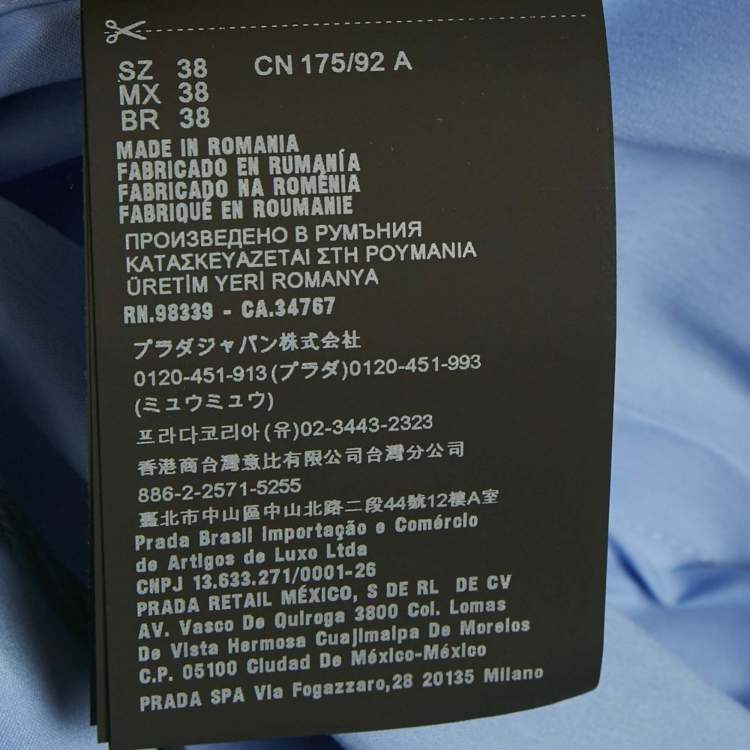 SZ 38 CN 175/92 A
MX 38
BR 38
MADE IN ROMANIA
FABRICADO EN RUMANÍA
FABRICADO NA ROMÊNIA
FABRIQUÉ EN ROUMANIE
ПРОИЗВЕДЕНО В РУМЪНИЯ
ΚΑΤΑΣΚΕΥΑΖΕΤΑΙ ΣΤΗ ΡΟΥΜΑΝΙΑ
ÜRETİM YERİ ROMANYA
RN.98339 - CA.34767
プラダジャパン株式会社
0120-451-913(プラダ)0120-451-993
(ミュウミュウ)
프라다코리아(유)02-3443-2323
香港商台灣意比有限公司台灣分公司
886-2-2571-5255
臺北市中山區中山北路二段44號12樓A室
Prada Brasil Importação e Comércio
de Artigos de Luxo Ltda
CNPJ 13.633.271/0001-26
PRADA RETAIL MÉXICO, S DE RL DE CV
AV. Vasco De Quiroga 3800 Col. Lomas
De Vista Hermosa Cuajimalpa De Morelos
C.P. 05100 Ciudad De México-México
PRADA SPA Via Fogazzaro,28 20135 Milano